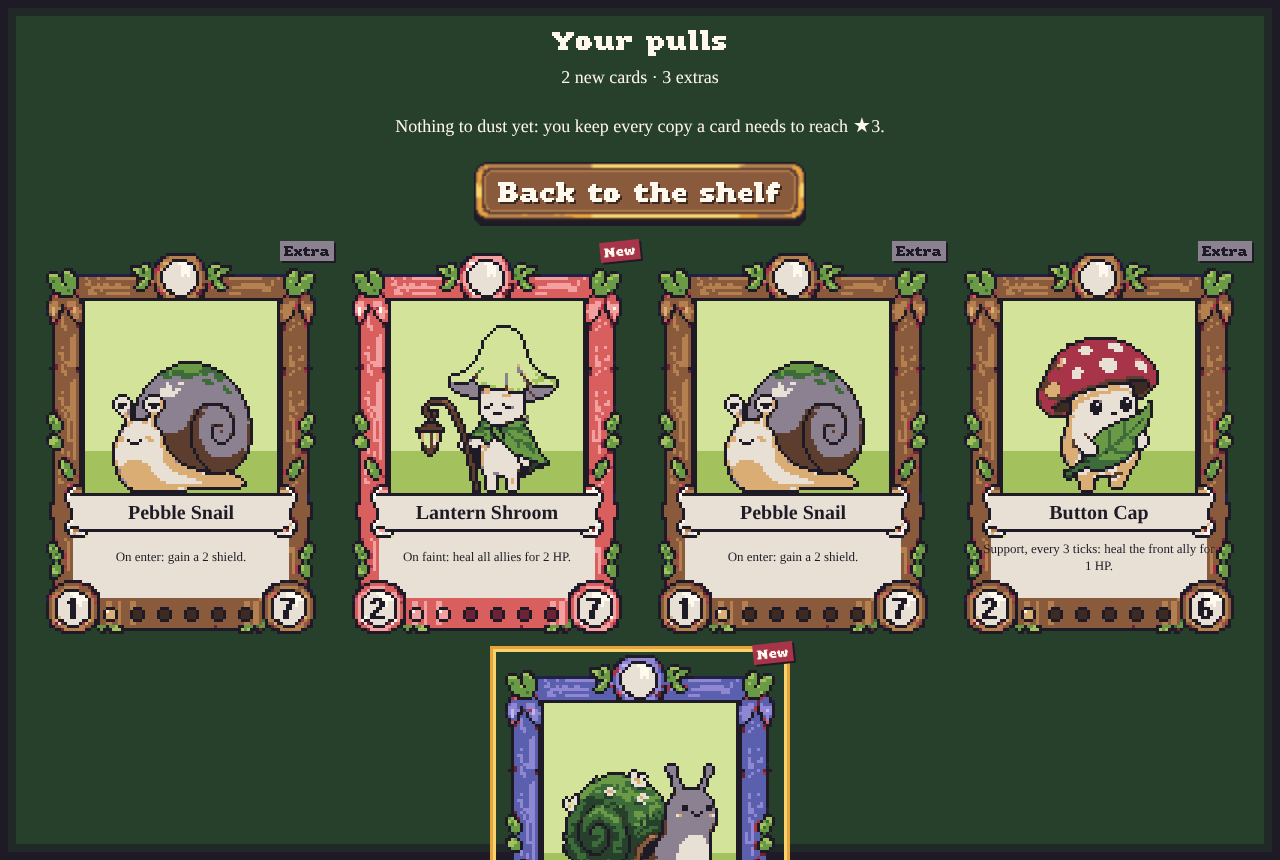 Your pulls
2 new cards · 3 extras
Nothing to dust yet: you keep every copy a card needs to reach ★3.
Back to the shelf
Extra
New
Extra
Extra
Pebble Snail
Lantern Shroom
Pebble Snail
Button Cap
On enter: gain a 2 shield.
On faint: heal all allies for 2 HP.
On enter: gain a 2 shield.
Support, every 3 ticks: heal the front ally for
1 HP.
1
7
2
7
1
7
2
6
New